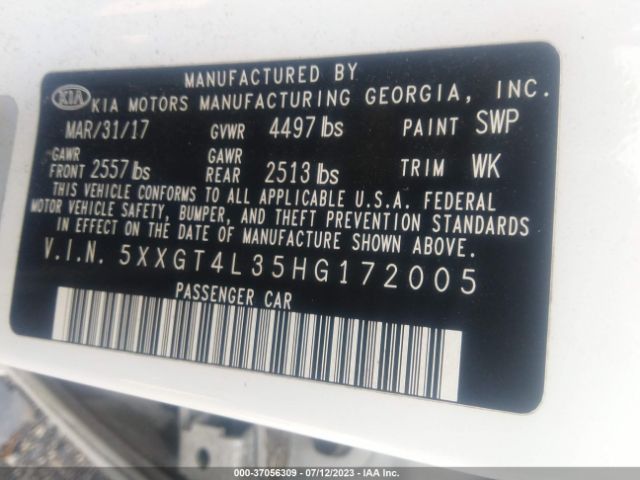 MANUFACTURED BY
KIA KIA MOTORS MANUFACTURING GEORGIA, INC.
MAR/31/17 GVWR 4497 lbs PAINT SWP
GAWR FRONT 2557 lbs GAWR REAR 2513 lbs TRIM WK
THIS VEHICLE CONFORMS TO ALL APPLICABLE U.S.A. FEDERAL
MOTOR VEHICLE SAFETY, BUMPER, AND THEFT PREVENTION STANDARDS
IN EFFECT ON THE DATE OF MANUFACTURE SHOWN ABOVE.
V.I.N. 5XXGT4L35HG172005
PASSENGER CAR
000-37056309 - 07/12/2023 - IAA Inc.